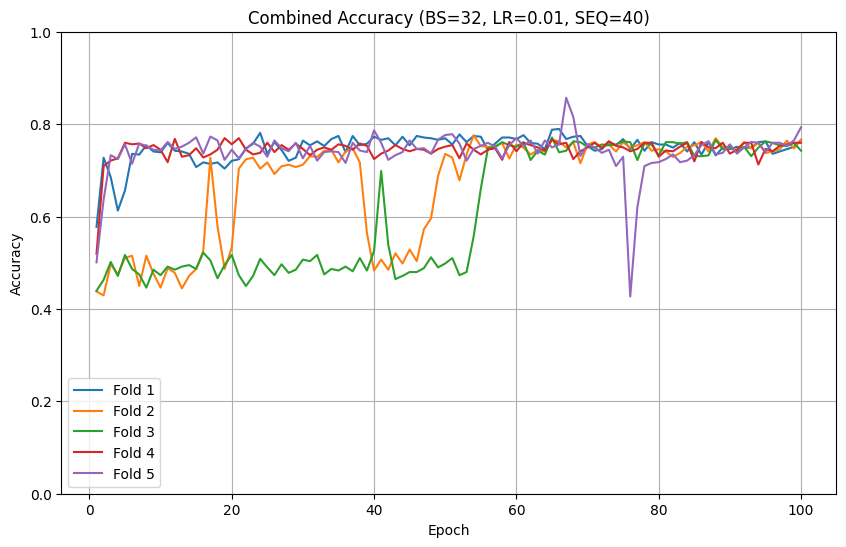 Combined Accuracy (BS=32, LR=0.01, SEQ=40)
1.0
0.8
0.6
0.4
0.2
0.0
Accuracy
Fold 1
Fold 2
Fold 3
Fold 4
Fold 5
0 20 40 60 80 100
Epoch